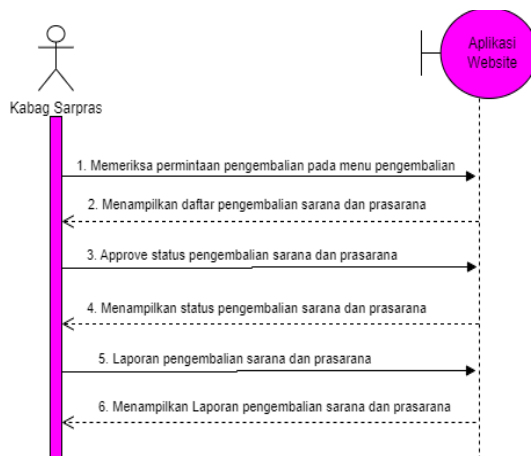 Aplikasi
Website
Kabag Sarpras
1. Memeriksa permintaan pengembalian pada menu pengembalian
2. Menampilkan daftar pengembalian sarana dan prasarana
3. Approve status pengembalian sarana dan prasarana
4. Menampilkan status pengembalian sarana dan prasarana
5. Laporan pengembalian sarana dan prasarana
6. Menampilkan Laporan pengembalian sarana dan prasarana